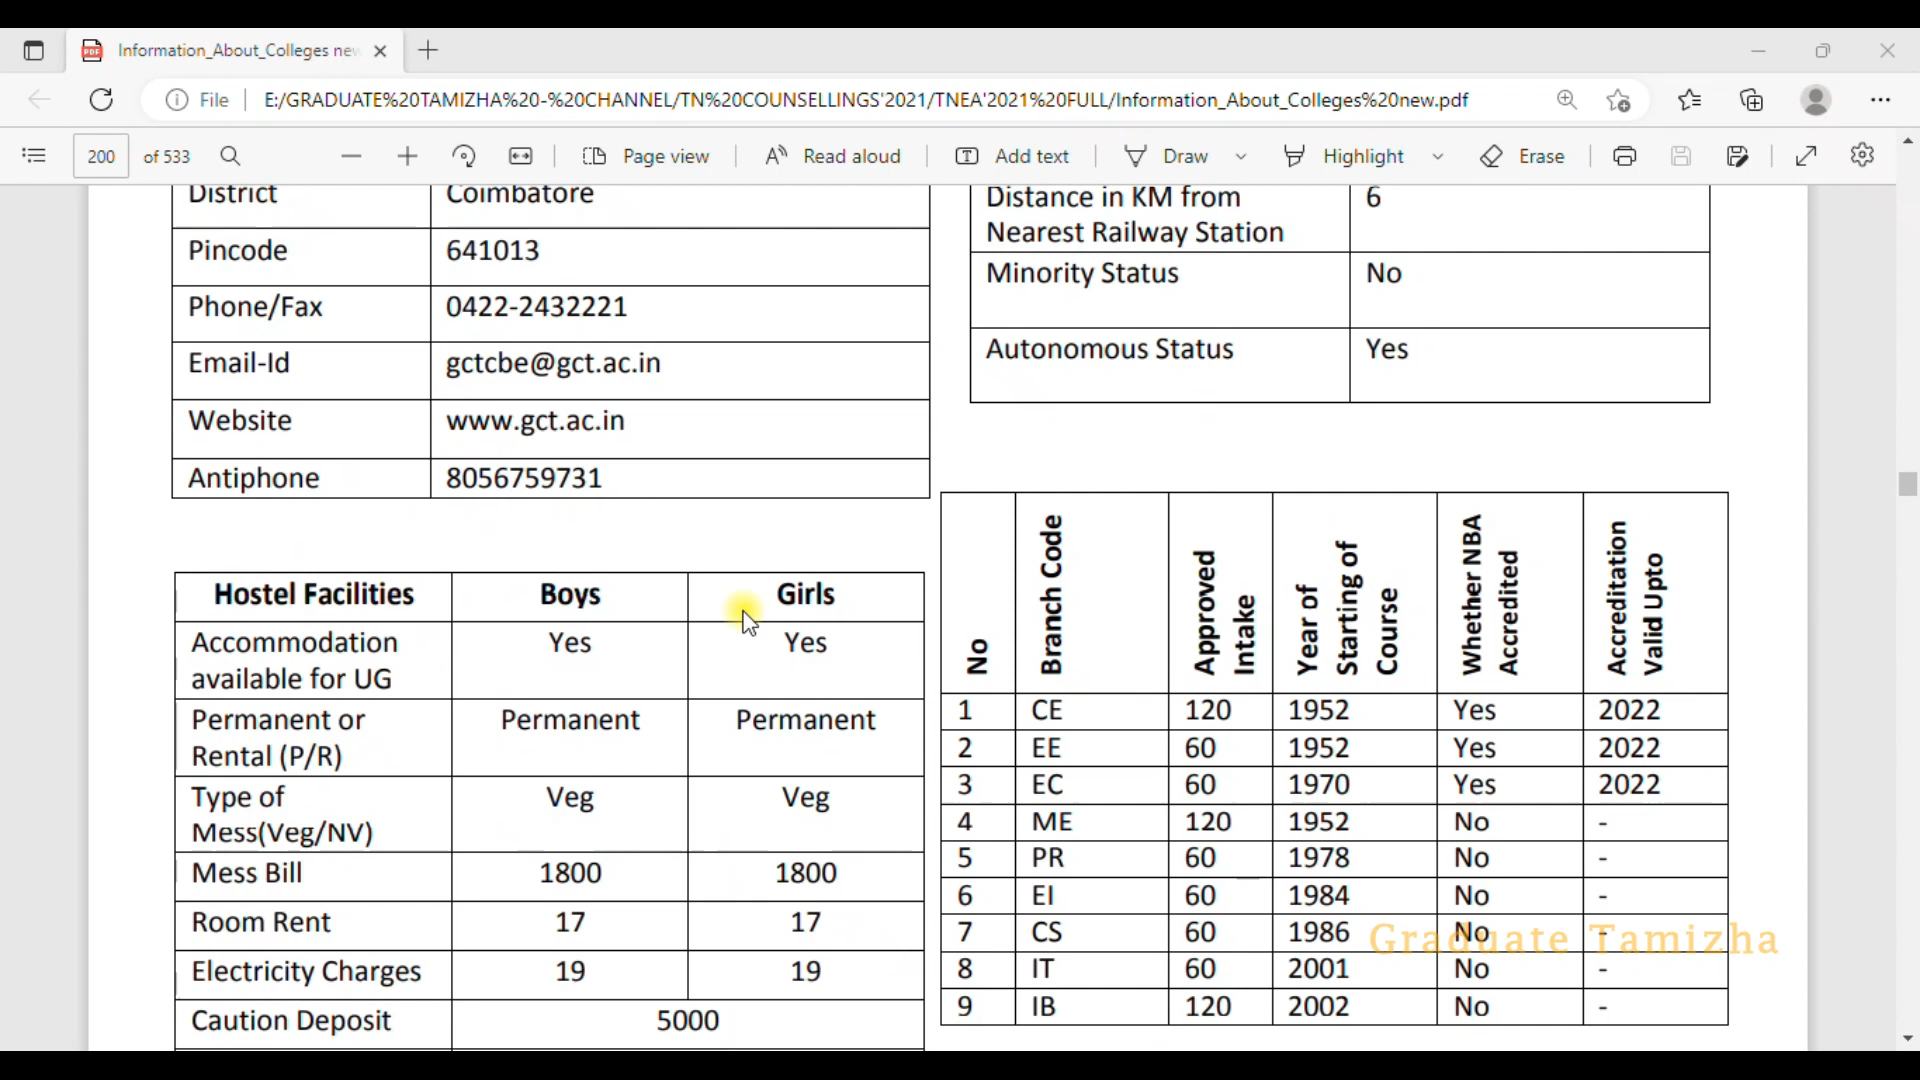 Information_About_Colleges new
File
E:/GRADUATE%20TAMIZHA%20-%20CHANNEL/TN%20COUNSELLINGS'2021/TNEA'2021%20FULL/Information_About_Colleges%20new.pdf
200 of 533
Page view
Read aloud
Add text
Draw
Highlight
Erase
District Coimbatore
Pincode 641013
Phone/Fax 0422-2432221
Email-Id gctcbe@gct.ac.in
Website www.gct.ac.in
Antiphone 8056759731
Distance in KM from 6
Nearest Railway Station
Minority Status No
Autonomous Status Yes
Hostel Facilities Boys Girls
Accommodation Yes Yes
available for UG
Permanent or Permanent Permanent
Rental (P/R)
Type of Veg Veg
Mess(Veg/NV)
Mess Bill 1800 1800
Room Rent 17 17
Electricity Charges 19 19
Caution Deposit 5000
No
Branch Code
Approved
Intake
Year of
Starting of
Course
Whether NBA
Accredited
Accreditation
Valid Upto
1 CE 120 1952 Yes 2022
2 EE 60 1952 Yes 2022
3 EC 60 1970 Yes 2022
4 ME 120 1952 No -
5 PR 60 1978 No -
6 EI 60 1984 No -
7 CS 60 1986 No -
8 IT 60 2001 No -
9 IB 120 2002 No -
Graduate Tamizha